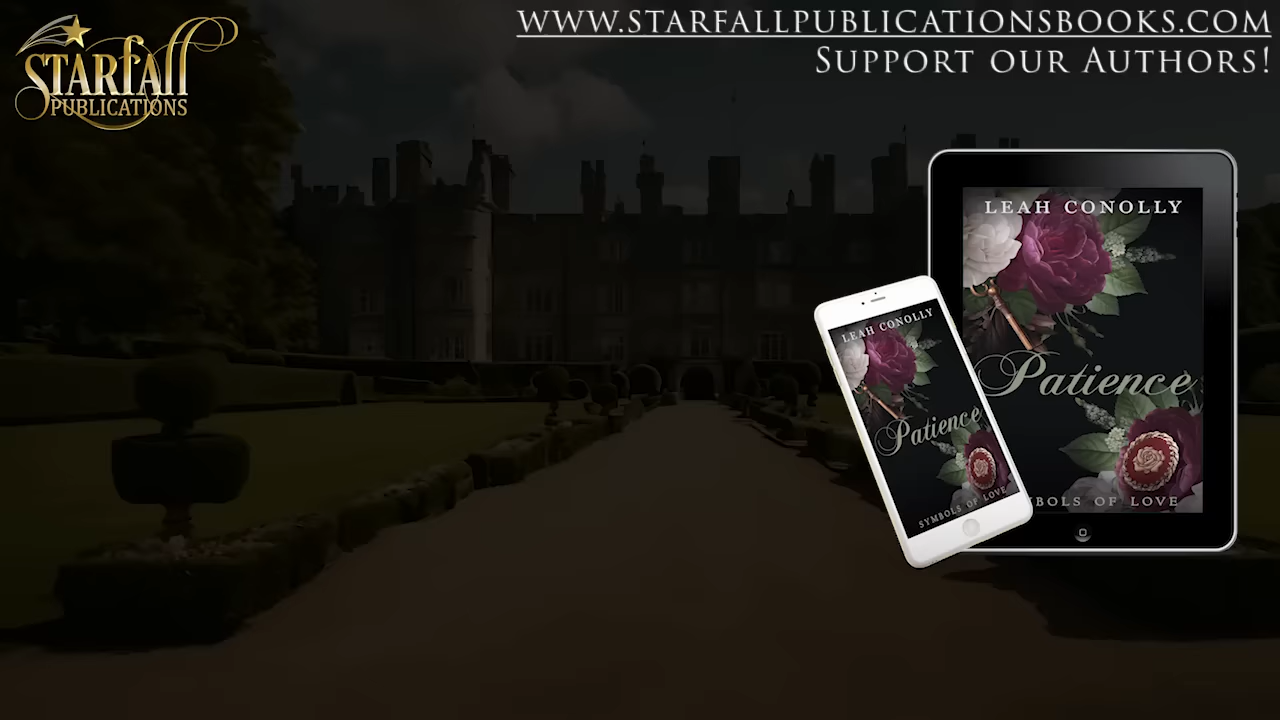 STARfall
PUBLICATIONS
WWW.STARFALLPUBLICATIONSBOOKS.COM
SUPPORT OUR AUTHORS!
LEAH CONOLLY
Patience
MBOLS OF LOVE
LEAH CONOLLY
Patience
SYMBOLS OF LOVE